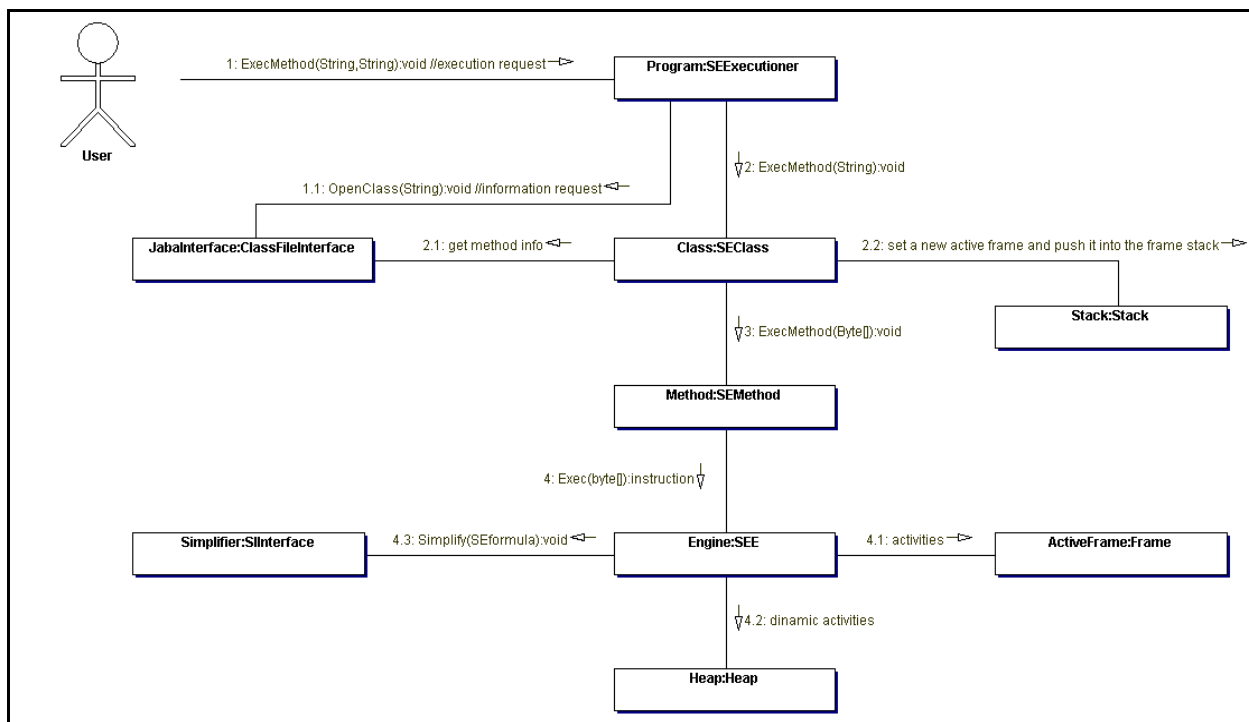 1: ExecMethod(String,String):void //execution request
Program:SEExecutioner
User
2: ExecMethod(String):void
1.1: OpenClass(String):void //information request
JabaInterface:ClassFileInterface
2.1: get method info
Class:SEClass
2.2: set a new active frame and push it into the frame stack
Stack:Stack
3: ExecMethod(Byte[]):void
Method:SEMethod
4: Exec(byte[]):instruction
Simplifier:SIInterface
4.3: Simplify(SEformula):void
Engine:SEE
4.1: activities
ActiveFrame:Frame
4.2: dinamic activities
Heap:Heap